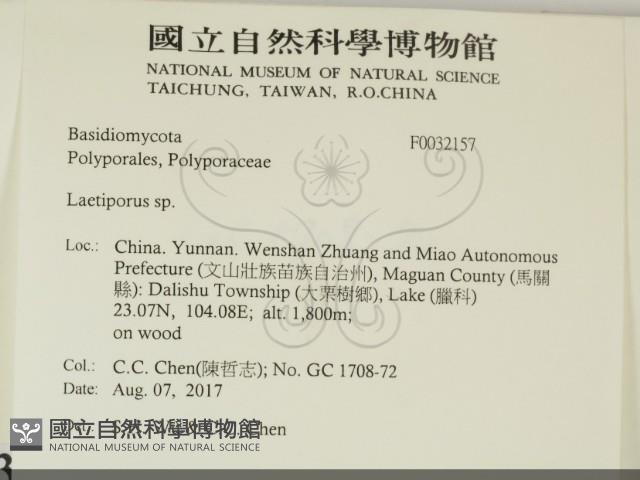 國立自然科學博物館
NATIONAL MUSEUM OF NATURAL SCIENCE
TAICHUNG, TAIWAN, R.O.CHINA
Basidiomycota F0032157
Polyporales, Polyporaceae
Laetiporus sp.
Loc.: China. Yunnan. Wenshan Zhuang and Miao Autonomous
Prefecture (文山壯族苗族自治州), Maguan County (馬關
縣): Dalishu Township (大栗樹鄉), Lake (臘科)
23.07N, 104.08E; alt. 1,800m;
on wood
Col.: C.C. Chen(陳哲志); No. GC 1708-72
Date: Aug. 07, 2017
國立自然科學博物館
NATIONAL MUSEUM OF NATURAL SCIENCE